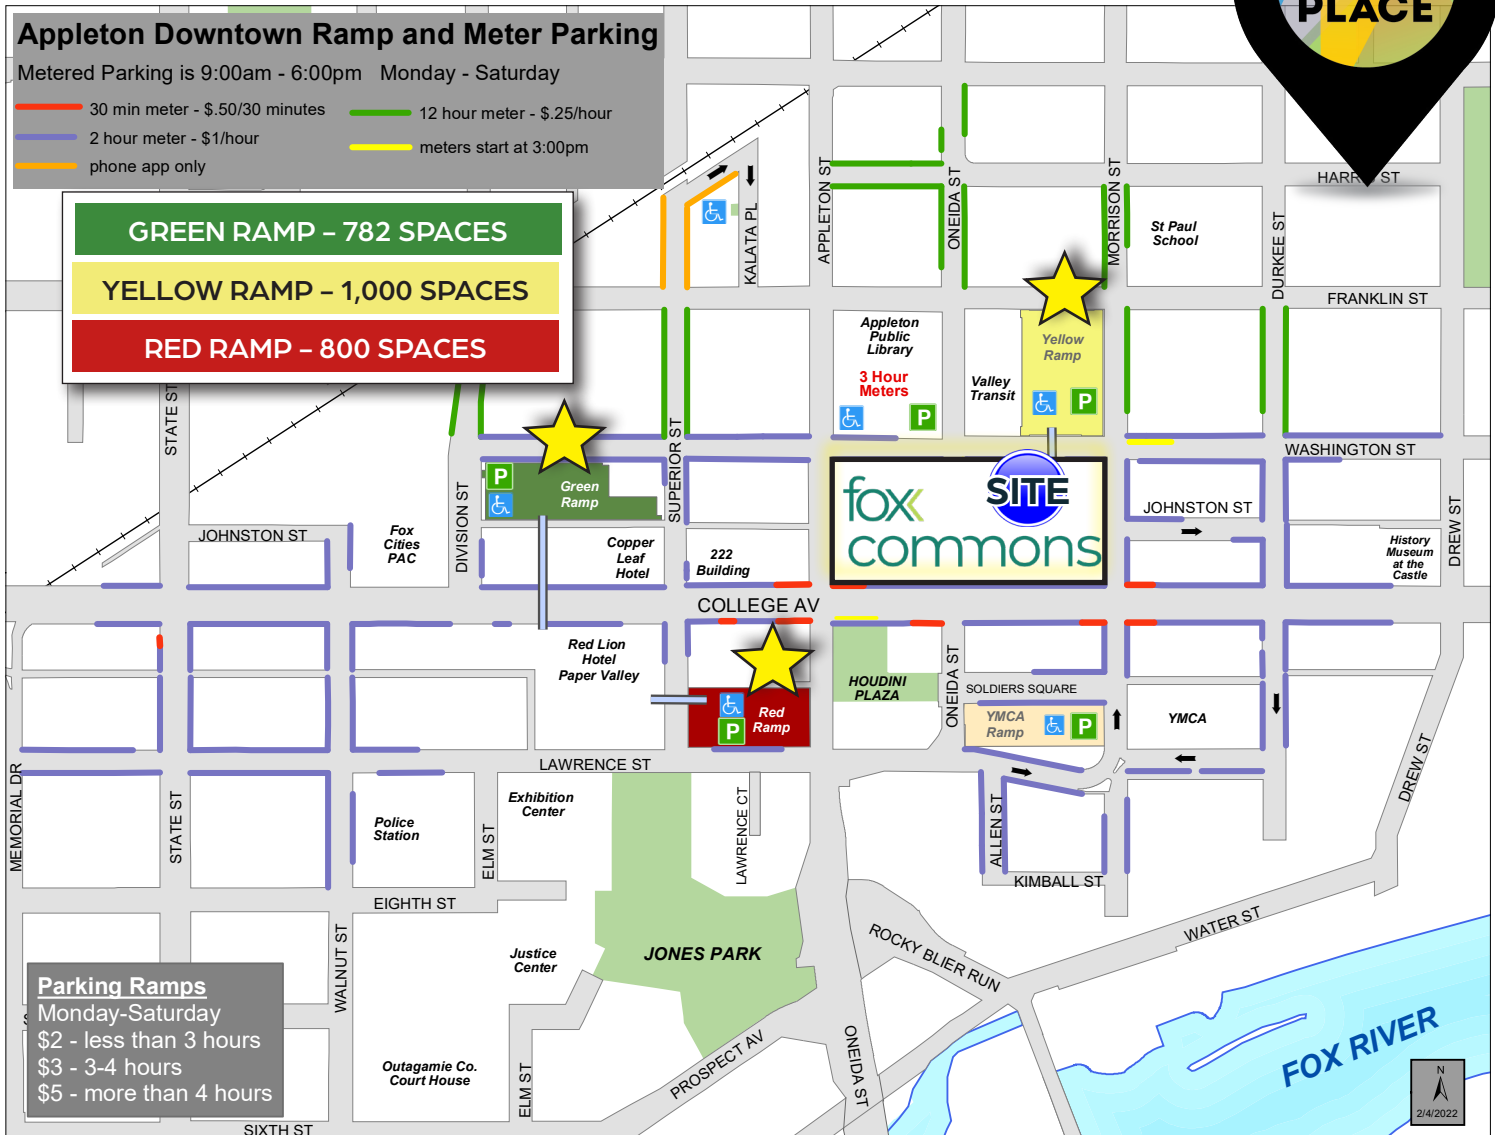 PLACE
Appleton Downtown Ramp and Meter Parking
Metered Parking is 9:00am - 6:00pm Monday - Saturday
30 min meter - $.50/30 minutes
2 hour meter - $1/hour
phone app only
12 hour meter - $.25/hour
meters start at 3:00pm
GREEN RAMP – 782 SPACES
YELLOW RAMP – 1,000 SPACES
RED RAMP – 800 SPACES
KALATA PL
APPLETON ST
ONEIDA ST
MORRISON ST
St Paul
School
DURKEE ST
HARRIS ST
FRANKLIN ST
Appleton
Public
Library
3 Hour
Meters
P
Valley
Transit
Yellow
Ramp
P
STATE ST
WASHINGTON ST
SUPERIOR ST
DIVISION ST
P
Green
Ramp
fox
commons
SITE
JOHNSTON ST
JOHNSTON ST
Fox
Cities
PAC
Copper
Leaf
Hotel
222
Building
History
Museum
at the
Castle
DREW ST
COLLEGE AV
Red Lion
Hotel
Paper Valley
HOUDINI
PLAZA
ONEIDA ST
SOLDIERS SQUARE
Red
Ramp
P
YMCA
Ramp
P
YMCA
LAWRENCE ST
MEMORIAL DR
STATE ST
Police
Station
ELM ST
Exhibition
Center
LAWRENCE CT
ALLEN ST
DREW ST
KIMBALL ST
EIGHTH ST
WALNUT ST
Justice
Center
JONES PARK
ROCKY BLIER RUN
WATER ST
Parking Ramps
Monday-Saturday
$2 - less than 3 hours
$3 - 3-4 hours
$5 - more than 4 hours
Outagamie Co.
Court House
ELM ST
PROSPECT AV
ONEIDA ST
FOX RIVER
N
2/4/2022
SIXTH ST